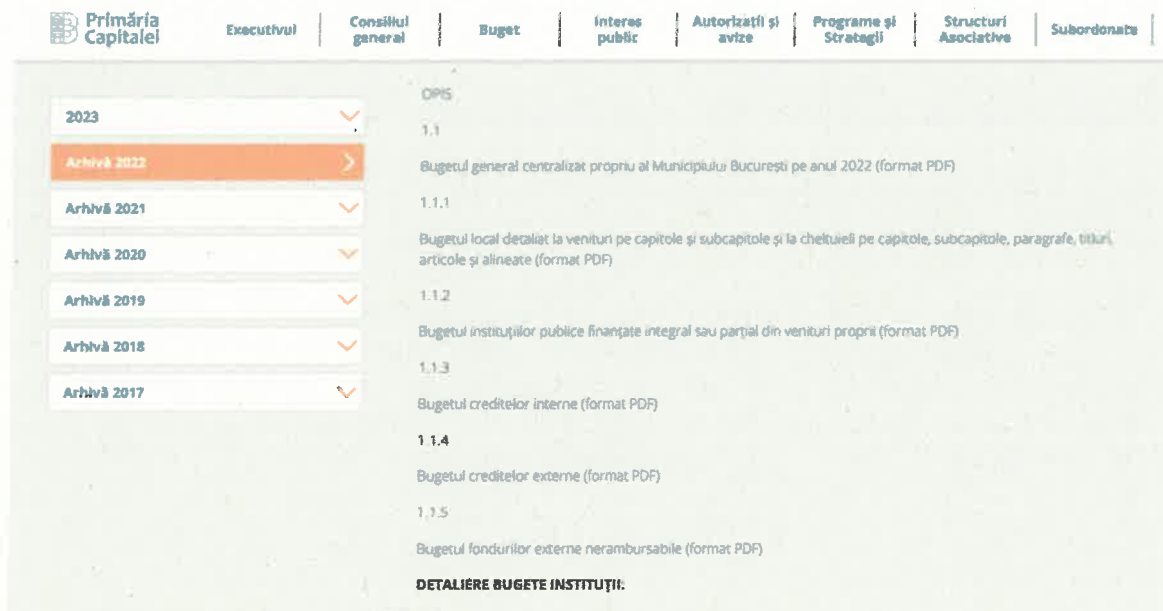 Primăria
Capitalei
Executivul
Consiliul
general
Buget
Interes
public
Autorizații și
avize
Programe și
Strategii
Structuri
Asociative
Subordonate
2023
Arhivă 2022
Arhivă 2021
Arhivă 2020
Arhivă 2019
Arhivă 2018
Arhivă 2017
OPIS
1.1
Bugetul general centralizat propriu al Municipiului București pe anul 2022 (format PDF)
1.1.1
Bugetul local detaliat la venituri pe capitole și subcapitole și la cheltuieli pe capitole, subcapitole, paragrafe, titluri,
articole și alineate (format PDF)
1.1.2
Bugetul instituțiilor publice finanțate integral sau parțial din venituri proprii (format PDF)
1.1.3
Bugetul creditelor interne (format PDF)
1.1.4
Bugetul creditelor externe (format PDF)
1.1.5
Bugetul fondurilor externe nerambursabile (format PDF)
DETALIERE BUGETE INSTITUȚII: